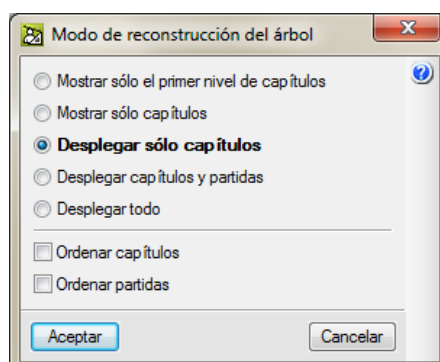 Modo de reconstrucción del árbol
Mostrar sólo el primer nivel de capítulos
Mostrar sólo capítulos
Desplegar sólo capítulos
Desplegar capítulos y partidas
Desplegar todo
Ordenar capítulos
Ordenar partidas
Aceptar Cancelar